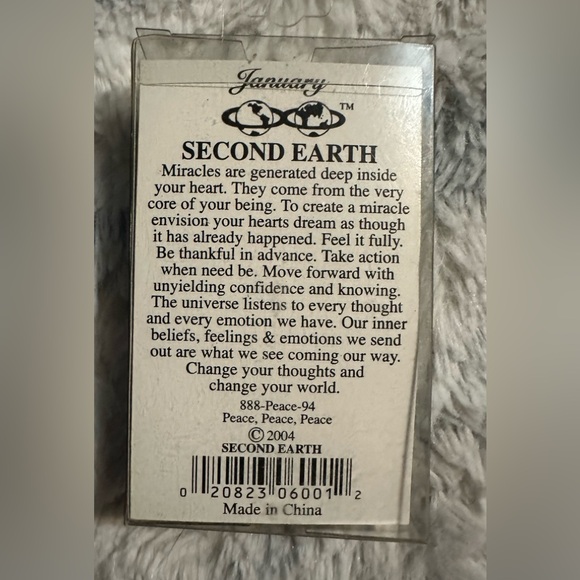 January
™
SECOND EARTH
Miracles are generated deep inside
your heart. They come from the very
core of your being. To create a miracle
envision your hearts dream as though
it has already happened. Feel it fully.
Be thankful in advance. Take action
when need be. Move forward with
unyielding confidence and knowing.
The universe listens to every thought
and every emotion we have. Our inner
beliefs, feelings & emotions we send
out are what we see coming our way.
Change your thoughts and
change your world.
888-Peace-94
Peace, Peace, Peace
© 2004
SECOND EARTH
0 20823 06001 2
Made in China